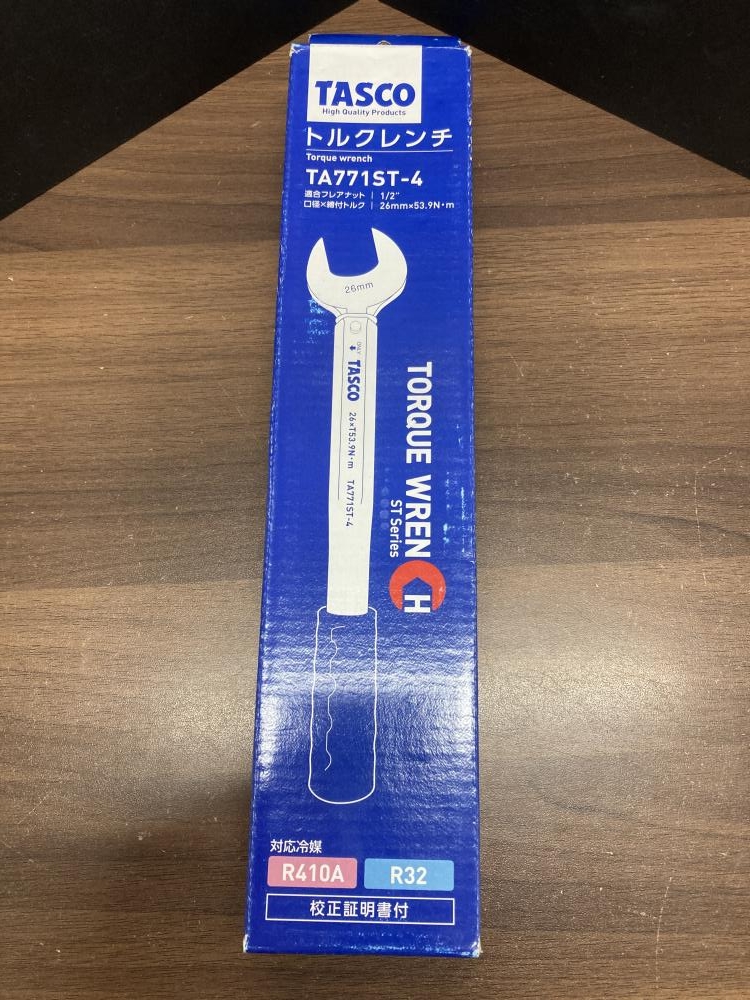 TASCO
High Quality Products
トルクレンチ
Torque wrench
TA771ST-4
適合フレアナット | 1/2"
口径×締付トルク | 26mm×53.9N・m
26mm
ONLY
TASCO 26×T53.9N・m TA771ST-4
TORQUE WRENCH
ST Series
対応冷媒
R410A R32
校正証明書付